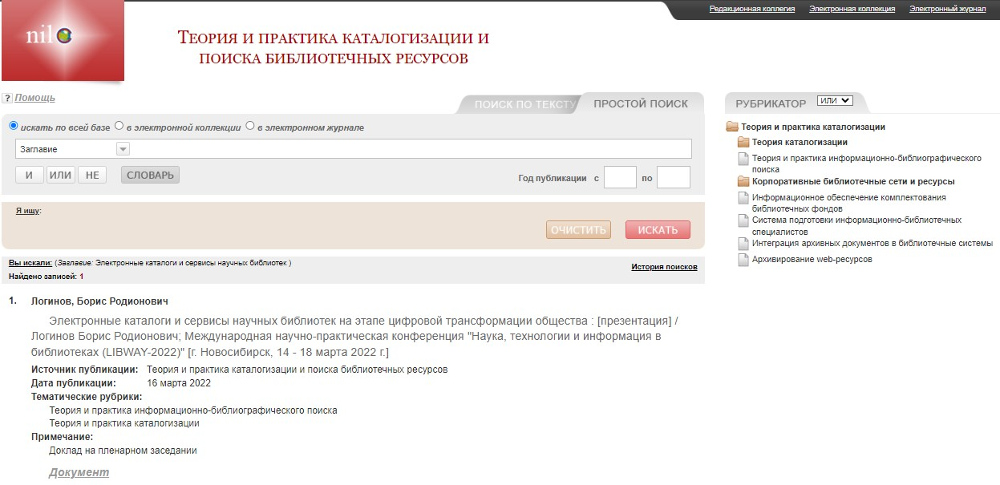 Редакционная коллегия Электронная коллекция Электронный журнал
nilc
Теория и практика каталогизации и
поиска библиотечных ресурсов
? Помощь
ПОИСК ПО ТЕКСТУ ПРОСТОЙ ПОИСК
искать по всей базе в электронной коллекции в электронном журнале
Заглавие
И ИЛИ НЕ СЛОВАРЬ Год публикации с по
Я ищу:
ОЧИСТИТЬ ИСКАТЬ
Вы искали: (Заглавие: Электронные каталоги и сервисы научных библиотек )
История поисков
Найдено записей: 1
1. Логинов, Борис Родионович
Электронные каталоги и сервисы научных библиотек на этапе цифровой трансформации общества : [презентация] /
Логинов Борис Родионович; Международная научно-практическая конференция "Наука, технологии и информация в
библиотеках (LIBWAY-2022)" [г. Новосибирск, 14 - 18 марта 2022 г.]
Источник публикации: Теория и практика каталогизации и поиска библиотечных ресурсов
Дата публикации: 16 марта 2022
Тематические рубрики:
Теория и практика информационно-библиографического поиска
Теория и практика каталогизации
Примечание:
Доклад на пленарном заседании
Документ
РУБРИКАТОР ИЛИ
Теория и практика каталогизации
Теория каталогизации
Теория и практика информационно-библиографического
поиска
Корпоративные библиотечные сети и ресурсы
Информационное обеспечение комплектования
библиотечных фондов
Система подготовки информационно-библиотечных
специалистов
Интеграция архивных документов в библиотечные системы
Архивирование web-ресурсов